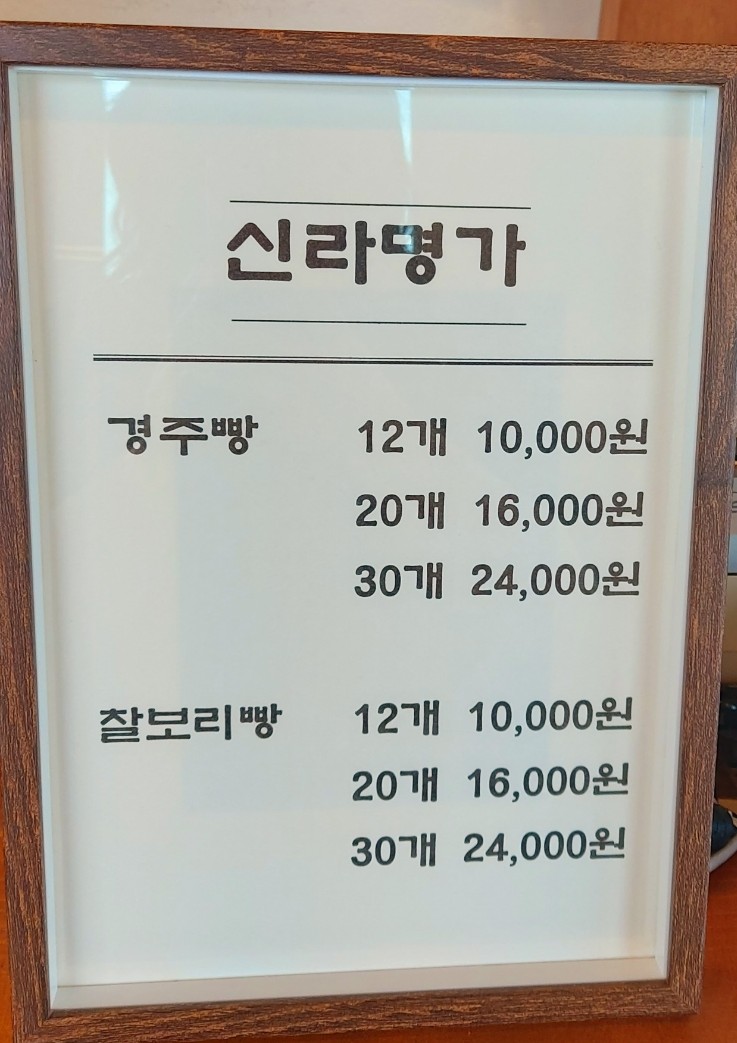 신라명가
경주빵 12개 10,000원
20개 16,000원
30개 24,000원
찰보리빵 12개 10,000원
20개 16,000원
30개 24,000원